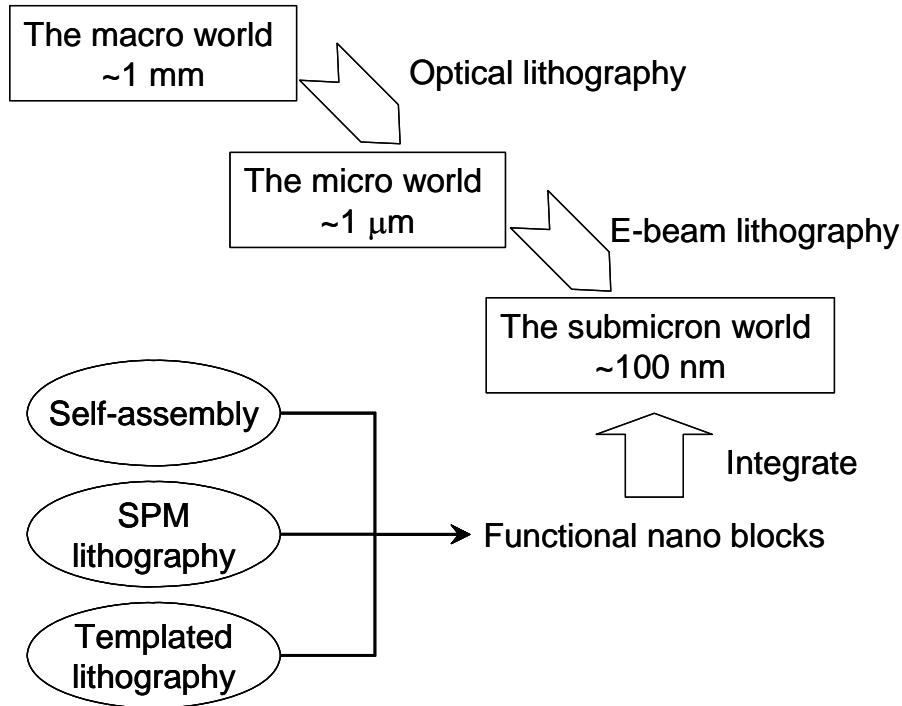 The macro world
~1 mm
Optical lithography
The micro world
~1 μm
E-beam lithography
The submicron world
~100 nm
Self-assembly
Integrate
SPM
lithography
Functional nano blocks
Templated
lithography